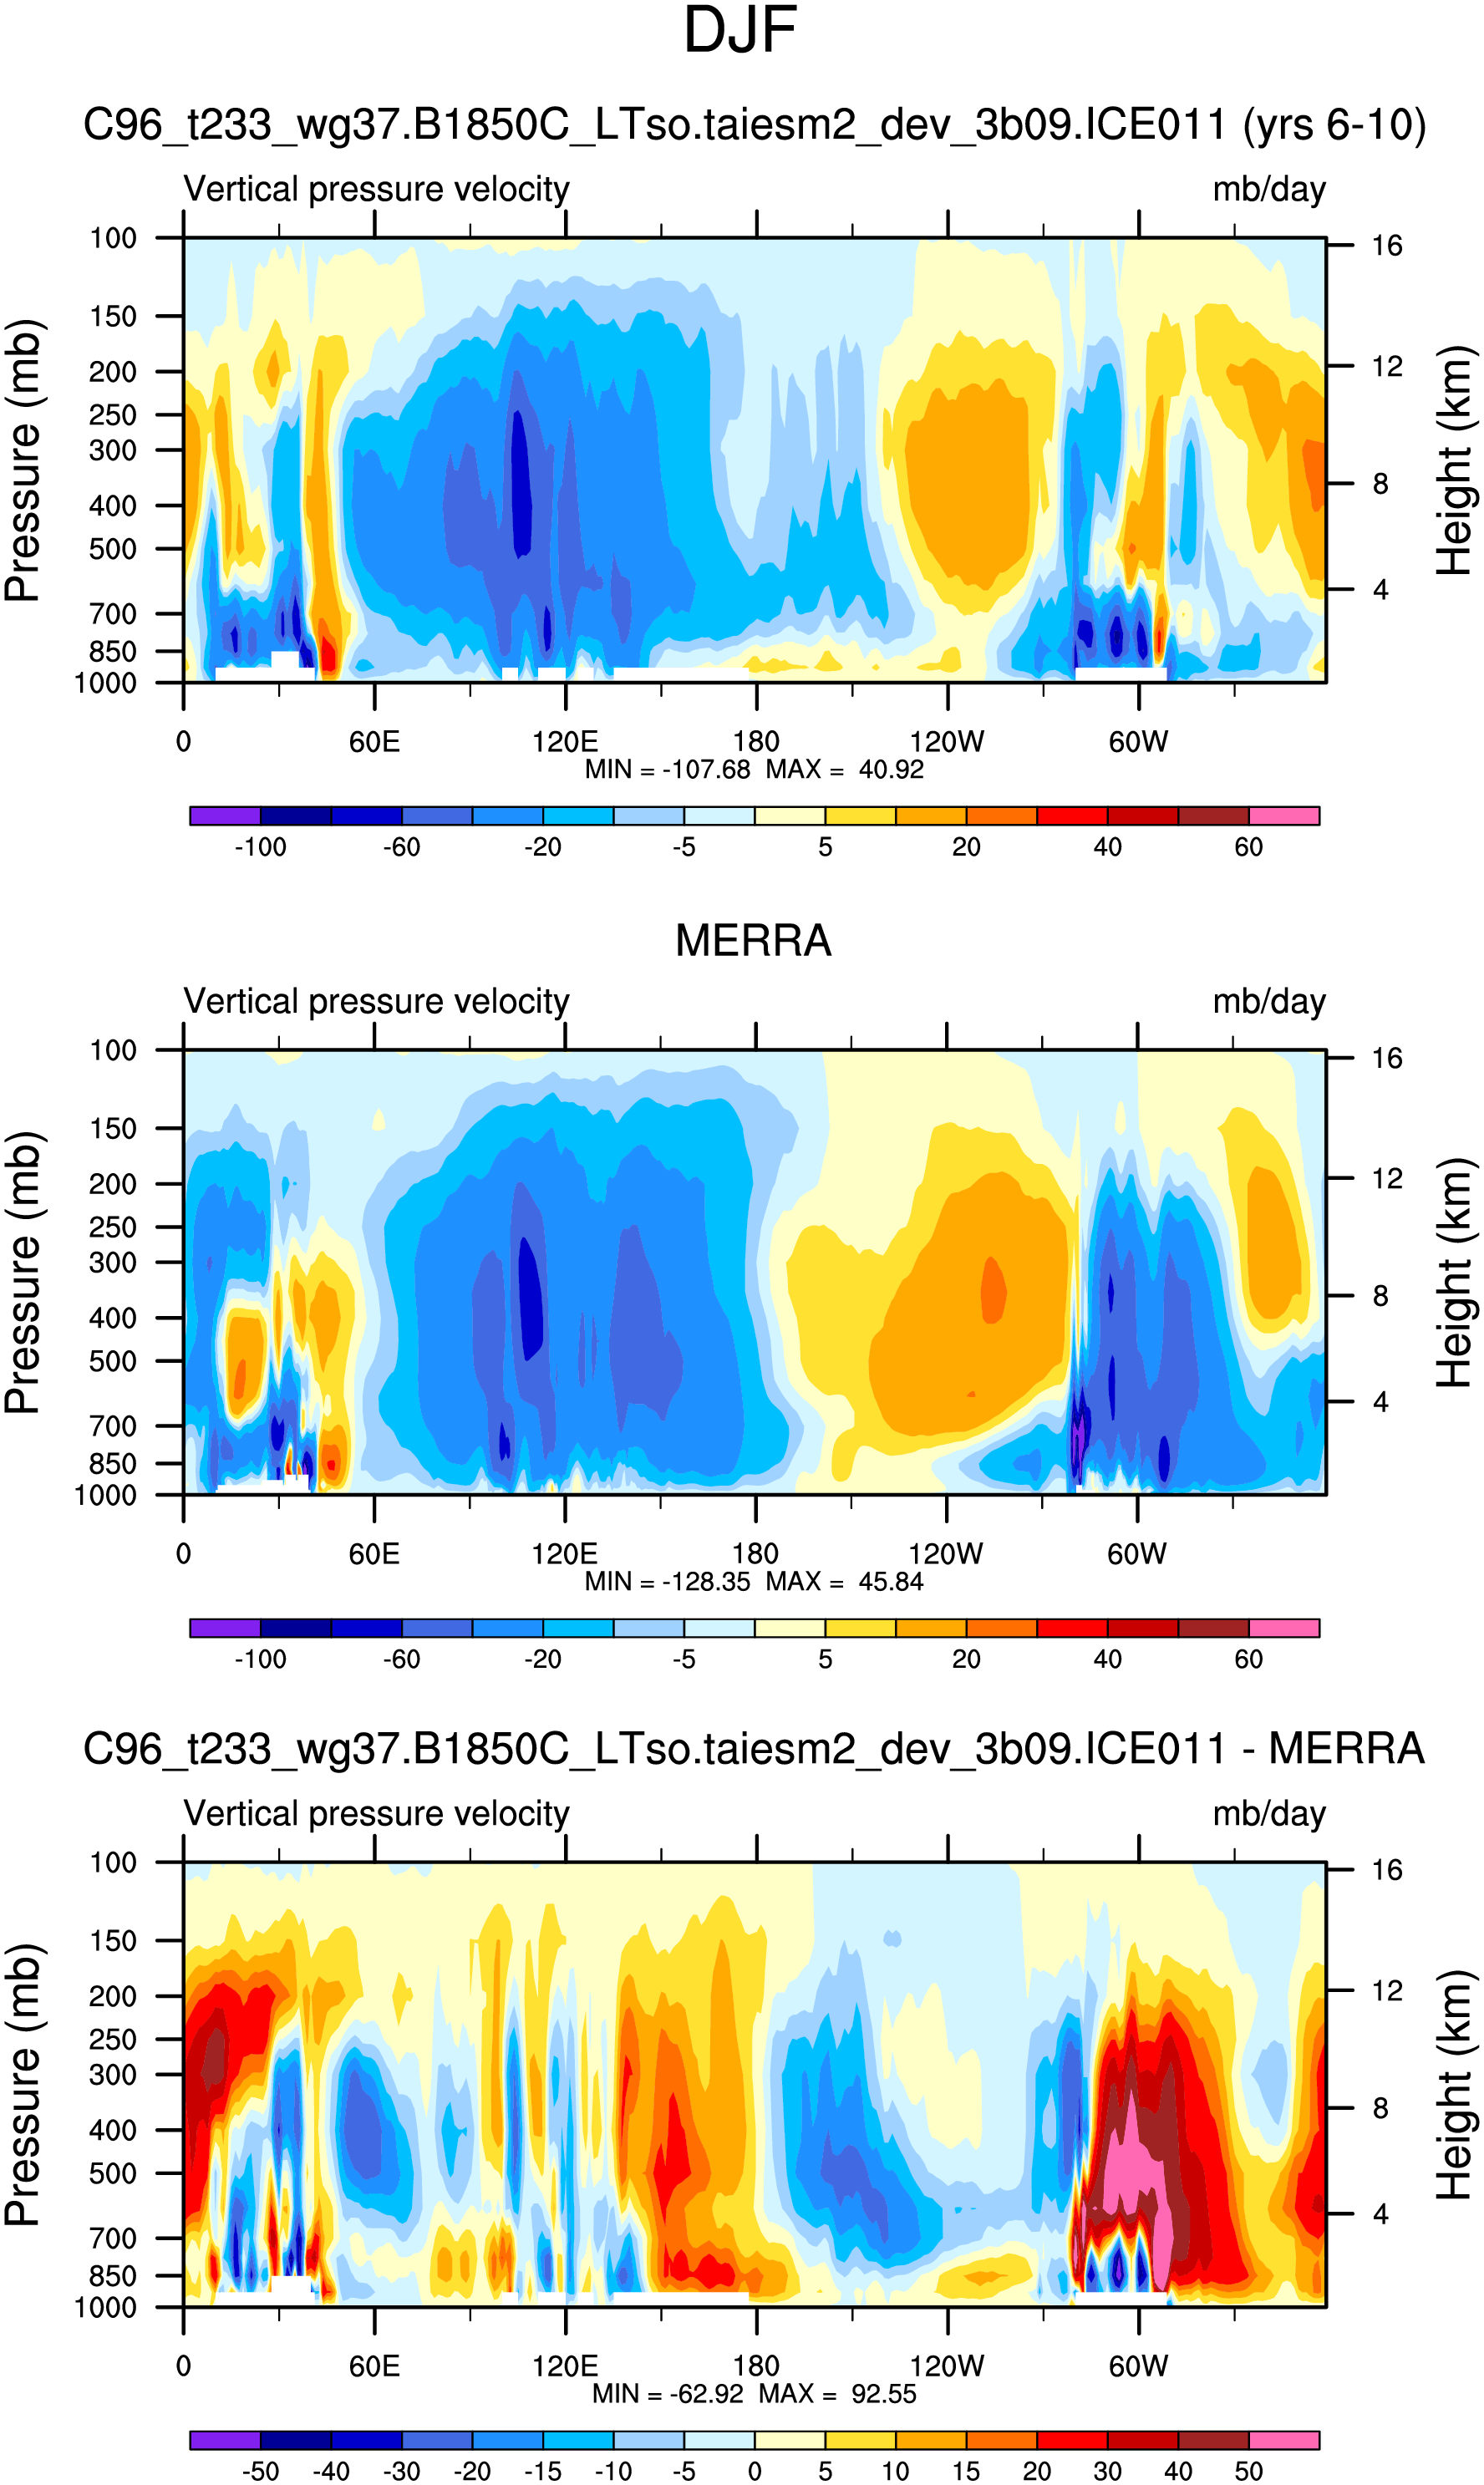 DJF
C96_t233_wg37.B1850C_LTso.taiesm2_dev_3b09.ICE011 (yrs 6-10)
Vertical pressure velocity mb/day
Pressure (mb)
100
150
200
250
300
400
500
700
850
1000
16
12
8
4
Height (km)
0 60E 120E 180 120W 60W
MIN = -107.68 MAX = 40.92
-100 -60 -20 -5 5 20 40 60
MERRA
Vertical pressure velocity mb/day
Pressure (mb)
100
150
200
250
300
400
500
700
850
1000
16
12
8
4
Height (km)
0 60E 120E 180 120W 60W
MIN = -128.35 MAX = 45.84
-100 -60 -20 -5 5 20 40 60
C96_t233_wg37.B1850C_LTso.taiesm2_dev_3b09.ICE011 - MERRA
Vertical pressure velocity mb/day
Pressure (mb)
100
150
200
250
300
400
500
700
850
1000
16
12
8
4
Height (km)
0 60E 120E 180 120W 60W
MIN = -62.92 MAX = 92.55
-50 -40 -30 -20 -15 -10 -5 0 5 10 15 20 30 40 50